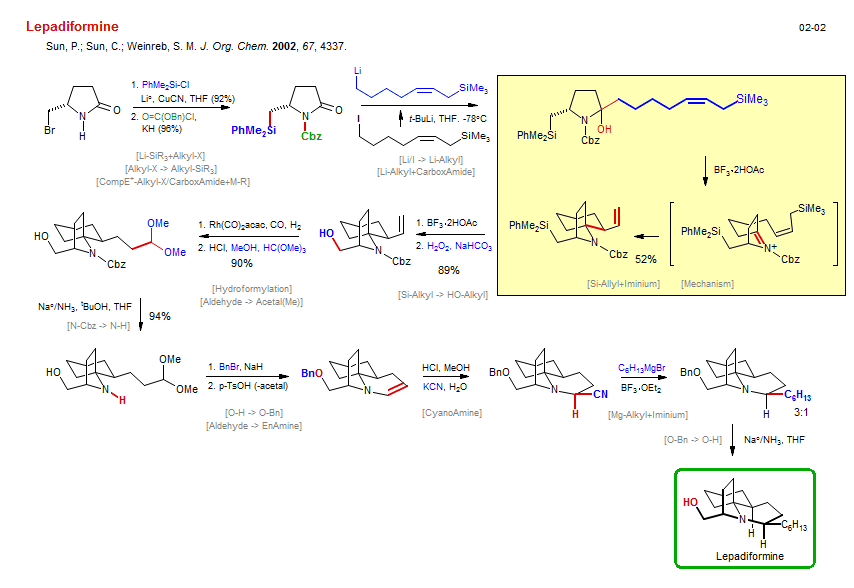 Lepadiformine
02-02
Sun, P.; Sun, C.; Weinreb, S. M. J. Org. Chem. 2002, 67, 4337.
Br
N
H
O
1. PhMe₂Si-Cl
Li°, CuCN, THF (92%)
2. O=C(OBn)Cl,
KH (96%)
[Li-SiR₃+Alkyl-X]
[Alkyl-X -> Alkyl-SiR₃]
[CompE⁺-Alkyl-X/CarboxAmide+M-R]
PhMe₂Si
N
O
Cbz
Li
SiMe₃
t-BuLi, THF. -78°C
I
SiMe₃
[Li/I -> Li-Alkyl]
[Li-Alkyl+CarboxAmide]
PhMe₂Si
N
OH
Cbz
SiMe₃
BF₃·2HOAc
PhMe₂Si
N⁺
Cbz
SiMe₃
[Mechanism]
52%
PhMe₂Si
N
Cbz
[Si-Allyl+Iminium]
1. BF₃·2HOAc
2. H₂O₂, NaHCO₃
89%
[Si-Alkyl -> HO-Alkyl]
HO
N
Cbz
1. Rh(CO)₂acac, CO, H₂
2. HCl, MeOH, HC(OMe)₃
90%
[Hydroformylation]
[Aldehyde -> Acetal(Me)]
HO
N
Cbz
OMe
OMe
Na°/NH₃, ᵗBuOH, THF
94%
[N-Cbz -> N-H]
HO
N
H
OMe
OMe
1. BnBr, NaH
2. p-TsOH (-acetal)
[O-H -> O-Bn]
[Aldehyde -> EnAmine]
BnO
N
HCl, MeOH
KCN, H₂O
[CyanoAmine]
BnO
N
CN
H
C₆H₁₃MgBr
BF₃·OEt₂
[Mg-Alkyl+Iminium]
BnO
N
C₆H₁₃
H
3:1
[O-Bn -> O-H]
Na°/NH₃, THF
HO
N
H
H
C₆H₁₃
Lepadiformine